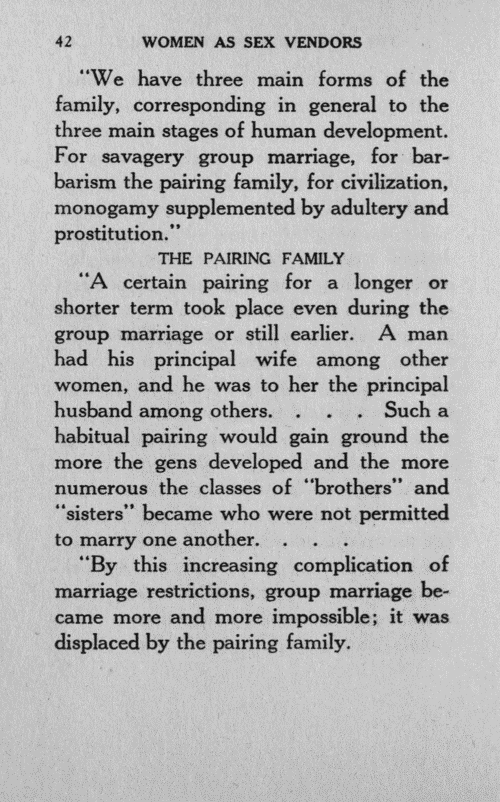 42 WOMEN AS SEX VENDORS
"We have three main forms of the
family, corresponding in general to the
three main stages of human development.
For savagery group marriage, for bar-
barism the pairing family, for civilization,
monogamy supplemented by adultery and
prostitution."
THE PAIRING FAMILY
"A certain pairing for a longer or
shorter term took place even during the
group marriage or still earlier. A man
had his principal wife among other
women, and he was to her the principal
husband among others. . . . Such a
habitual pairing would gain ground the
more the gens developed and the more
numerous the classes of "brothers" and
"sisters" became who were not permitted
to marry one another. . . .
"By this increasing complication of
marriage restrictions, group marriage be-
came more and more impossible; it was
displaced by the pairing family.